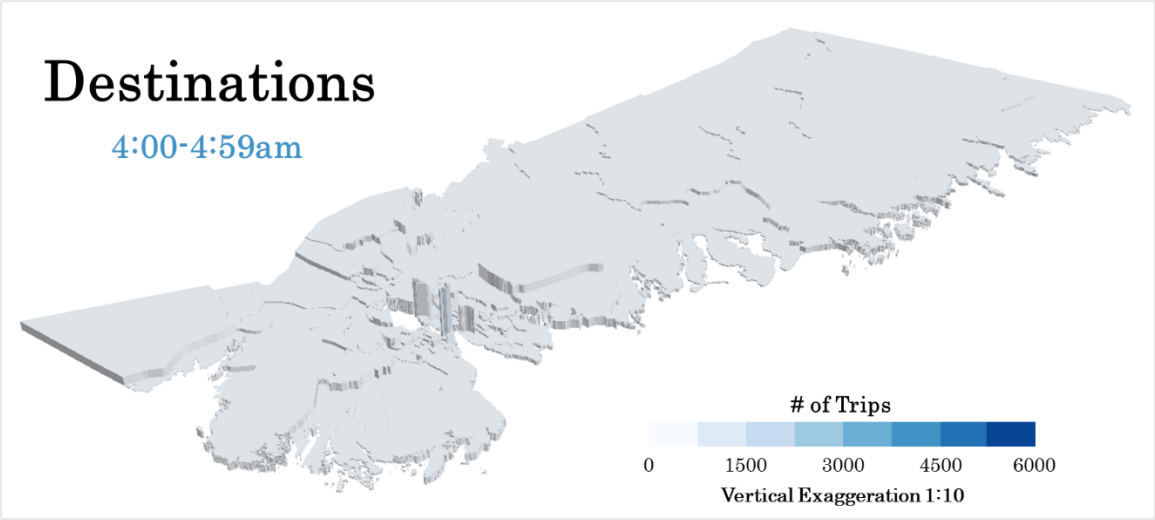 Destinations
4:00-4:59am
# of Trips
0 1500 3000 4500 6000
Vertical Exaggeration 1:10